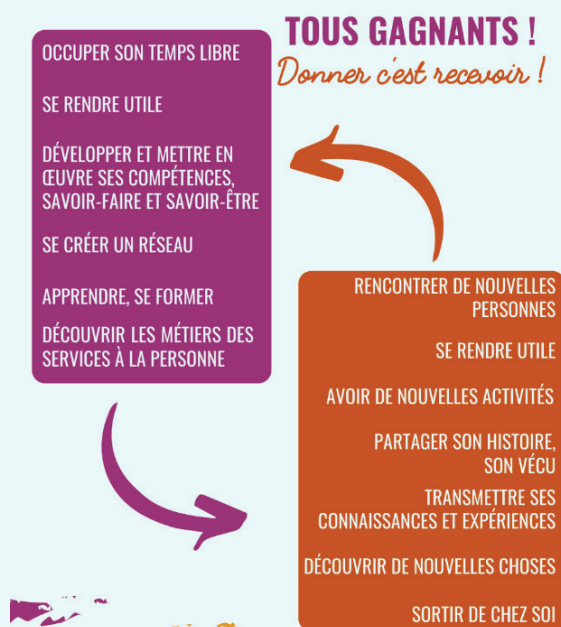 TOUS GAGNANTS !
Donner c'est recevoir !
OCCUPER SON TEMPS LIBRE
SE RENDRE UTILE
DÉVELOPPER ET METTRE EN
ŒUVRE SES COMPÉTENCES,
SAVOIR-FAIRE ET SAVOIR-ÊTRE
SE CRÉER UN RÉSEAU
APPRENDRE, SE FORMER
DÉCOUVRIR LES MÉTIERS DES
SERVICES À LA PERSONNE
RENCONTRER DE NOUVELLES
PERSONNES
SE RENDRE UTILE
AVOIR DE NOUVELLES ACTIVITÉS
PARTAGER SON HISTOIRE,
SON VÉCU
TRANSMETTRE SES
CONNAISSANCES ET EXPÉRIENCES
DÉCOUVRIR DE NOUVELLES CHOSES
SORTIR DE CHEZ SOI